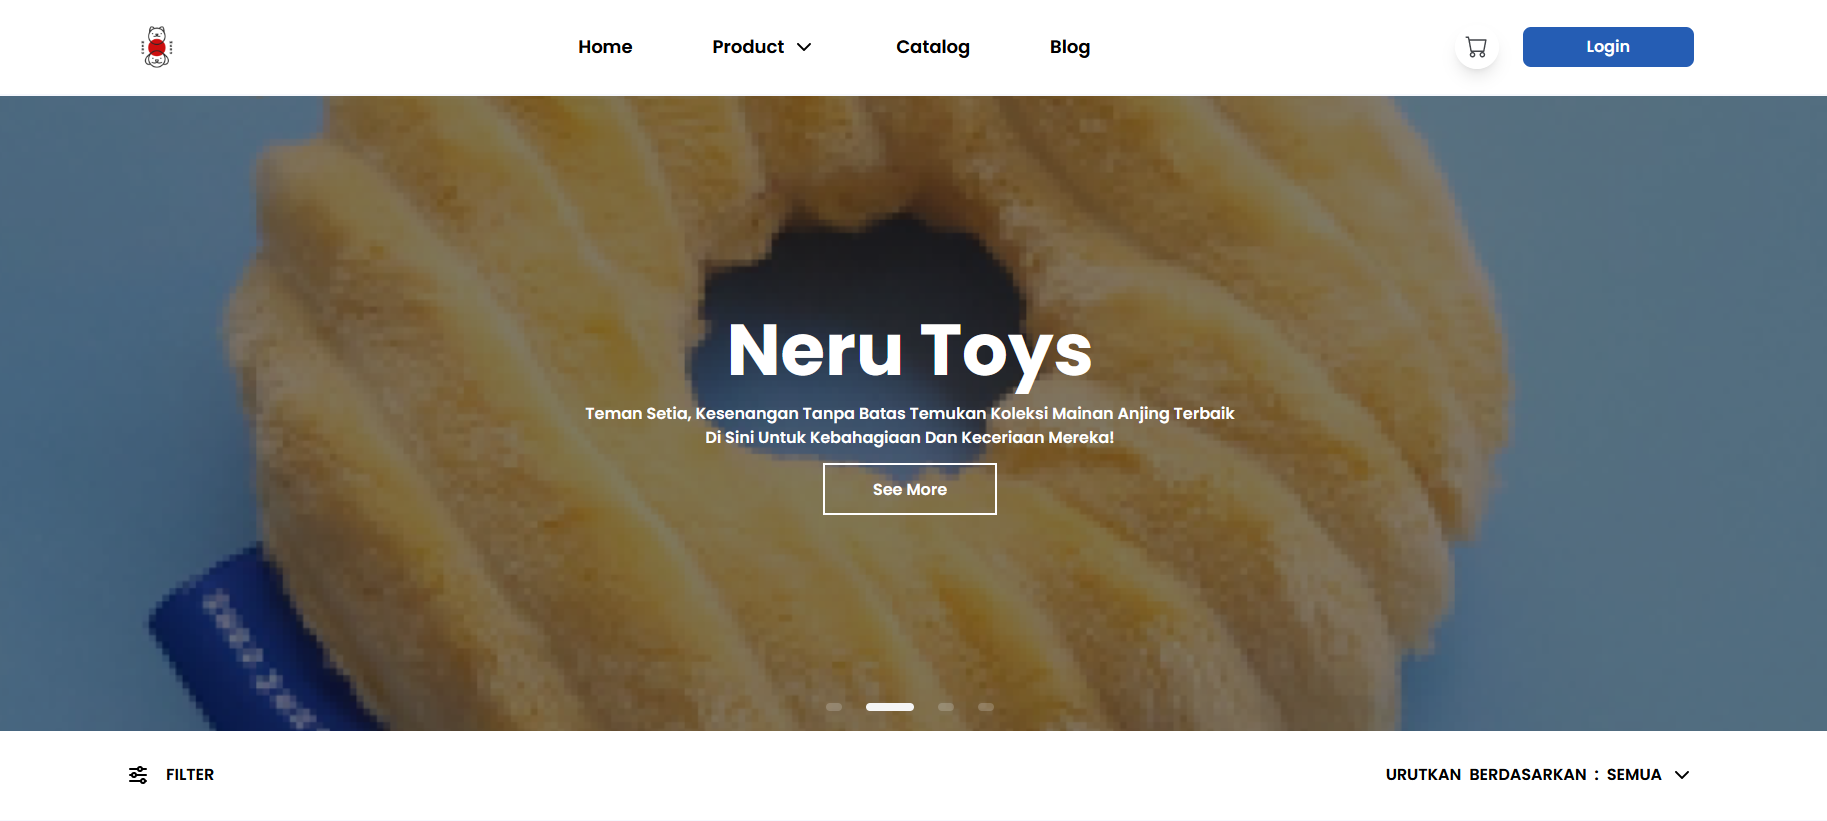 Home
Product
Catalog
Blog
Login
Neru Toys
Teman Setia, Kesenangan Tanpa Batas Temukan Koleksi Mainan Anjing Terbaik
Di Sini Untuk Kebahagiaan Dan Keceriaan Mereka!
See More
FILTER
URUTKAN BERDASARKAN : SEMUA